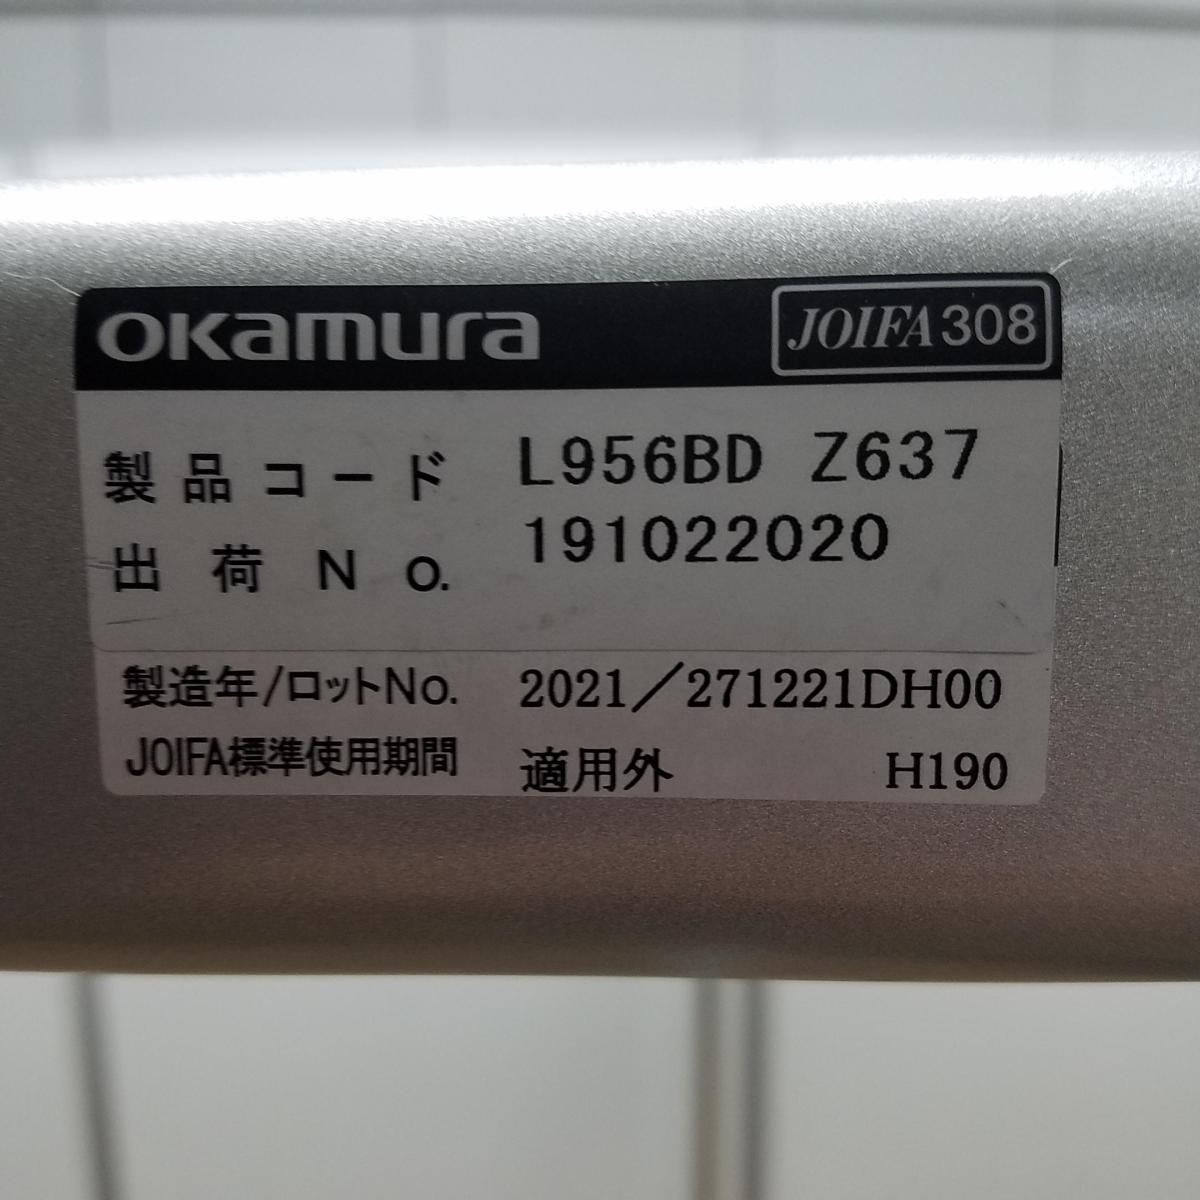 okamura JOIFA308
製品コード L956BD Z637
出荷No. 191022020
製造年/ロットNo. 2021/271221DH00
JOIFA標準使用期間 適用外 H190